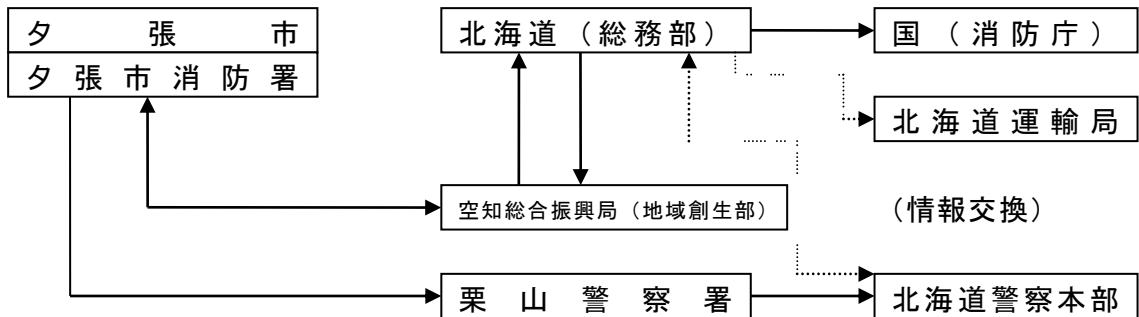 夕張市
夕張市消防署
北海道（総務部）
国（消防庁）
北海道運輸局
空知総合振興局（地域創生部）
（情報交換）
栗山警察署
北海道警察本部